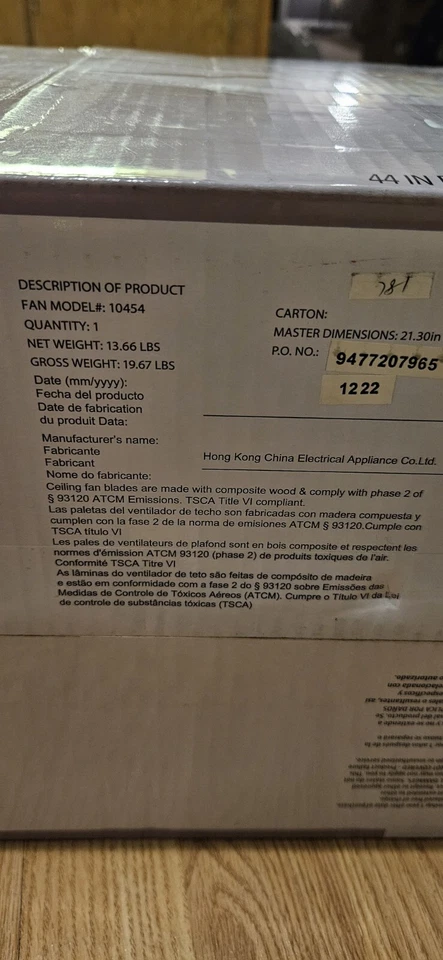 44 IN
DESCRIPTION OF PRODUCT
FAN MODEL#: 10454
QUANTITY: 1
NET WEIGHT: 13.66 LBS
GROSS WEIGHT: 19.67 LBS
Date (mm/yyyy):
Fecha del producto
Date de fabrication
du produit Data:
CARTON:
MASTER DIMENSIONS: 21.30in
P.O. NO.: 9477207965
1222
Manufacturer's name:
Fabricante
Fabricant
Nome do fabricante:
Hong Kong China Electrical Appliance Co.Ltd.
Ceiling fan blades are made with composite wood & comply with phase 2 of
§ 93120 ATCM Emissions. TSCA Title VI compliant.
Las paletas del ventilador de techo son fabricadas con madera compuesta y
cumplen con la fase 2 de la norma de emisiones ATCM § 93120.Cumple con
TSCA título VI
Les pales de ventilateurs de plafond sont en bois composite et respectent les
normes d'émission ATCM 93120 (phase 2) de produits toxiques de l'air.
Conformité TSCA Titre VI
As lâminas do ventilador de teto são feitas de compósito de madeira
e estão em conformidade com a fase 2 do § 93120 sobre Emissões das
Medidas de Controle de Tóxicos Aéreos (ATCM). Cumpre o Título VI da Lei
de controle de substâncias tóxicas (TSCA)